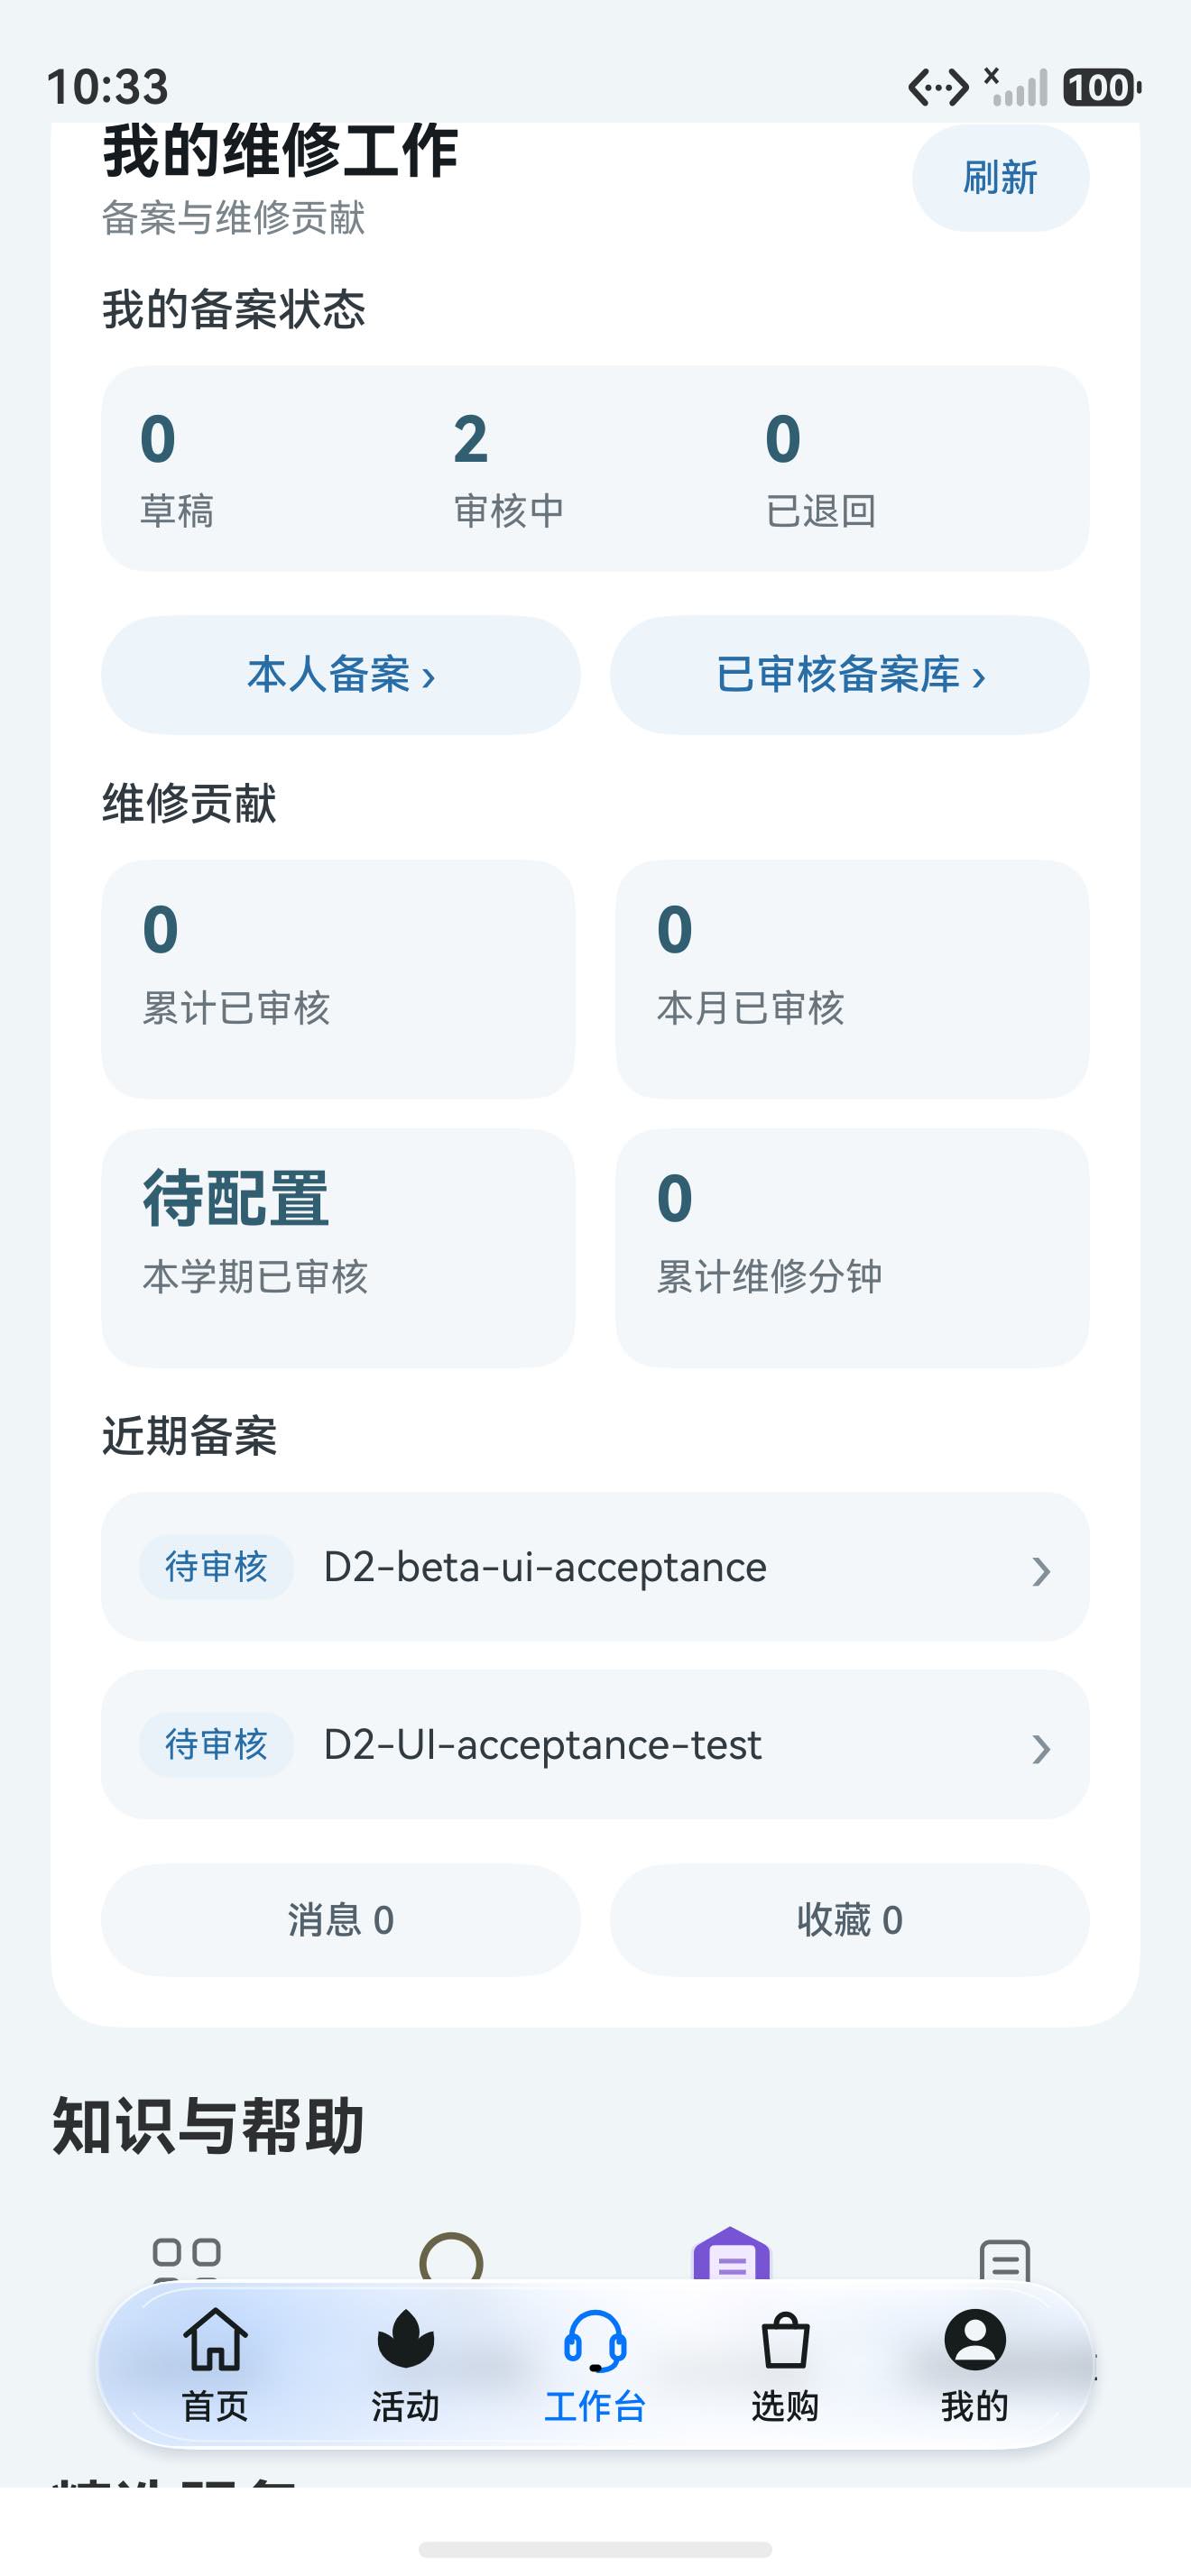 10:33
100
我的维修工作
刷新
备案与维修贡献
我的备案状态
0 2 0
草稿 审核中 已退回
本人备案 › 已审核备案库 ›
维修贡献
0 0
累计已审核 本月已审核
待配置 0
本学期已审核 累计维修分钟
近期备案
待审核 D2-beta-ui-acceptance
待审核 D2-UI-acceptance-test
消息 0 收藏 0
知识与帮助
首页 活动 工作台 选购 我的